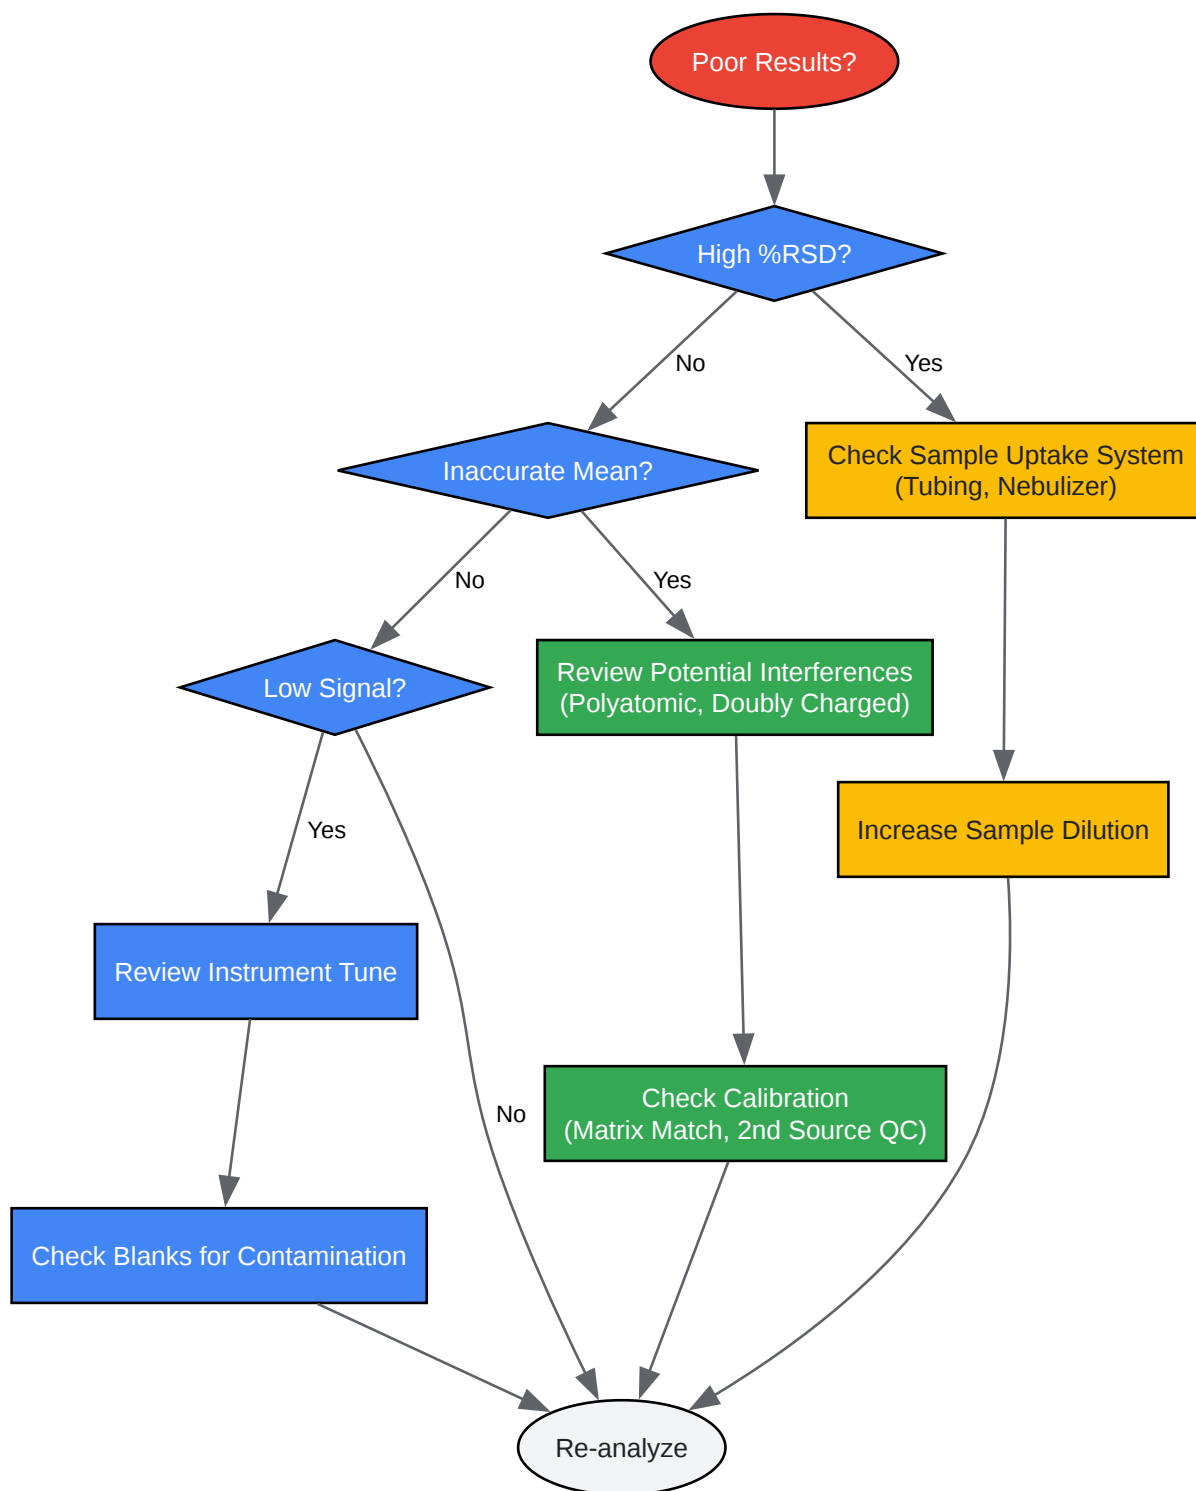 Poor Results?
High %RSD?
No
Yes
Inaccurate Mean?
Check Sample Uptake System
(Tubing, Nebulizer)
No
Yes
Low Signal?
Review Potential Interferences
(Polyatomic, Doubly Charged)
Yes
Increase Sample Dilution
Review Instrument Tune
No
Check Calibration
(Matrix Match, 2nd Source QC)
Check Blanks for Contamination
Re-analyze